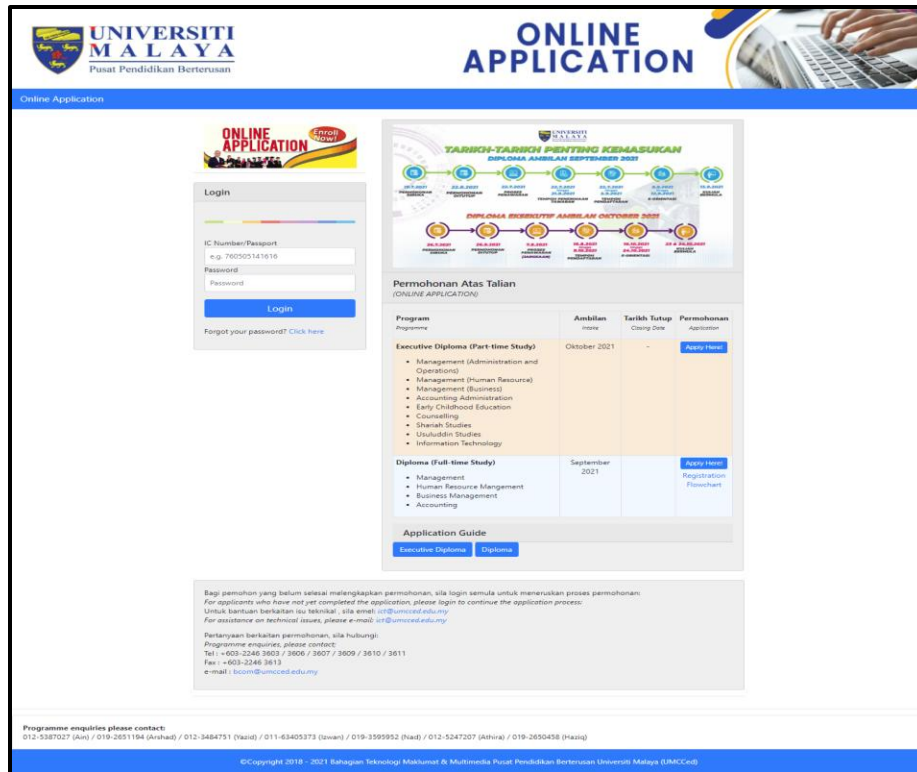 UNIVERSITI
MALAYA
Pusat Pendidikan Berterusan
ONLINE
APPLICATION
Online Application
ONLINE
APPLICATION
Enroll
Now!
Login
IC Number/Passport
e.g. 760505141616
Password
Password
Login
Forgot your password? Click here
UNIVERSITI
MALAYA
TARIKH-TARIKH PENTING KEMASUKAN
DIPLOMA AMBILAN SEPTEMBER 2021
DIPLOMA EKSEKUTIF AMBILAN OKTOBER 2021
Permohonan Atas Talian
(ONLINE APPLICATION)
Program Ambilan Tarikh Tutup Permohonan
Programme Intake Closing Date Application
Executive Diploma (Part-time Study) Oktober 2021 - Apply Here!
• Management (Administration and
Operations)
• Management (Human Resource)
• Management (Business)
• Accounting Administration
• Early Childhood Education
• Counselling
• Shariah Studies
• Usuluddin Studies
• Information Technology
Diploma (Full-time Study) September
2021 Apply Here!
Registration
Flowchart
• Management
• Human Resource Mangement
• Business Management
• Accounting
Application Guide
Executive Diploma Diploma
Bagi pemohon yang belum selesai melengkapkan permohonan, sila login semula untuk meneruskan proses permohonan:
For applicants who have not yet completed the application, please login to continue the application process:
Untuk bantuan berkaitan isu teknikal , sila emel: ict@umcced.edu.my
For assistance on technical issues, please e-mail: ict@umcced.edu.my
Pertanyaan berkaitan permohonan, sila hubungi:
Programme enquiries, please contact:
Tel : +603-2246 3603 / 3606 / 3607 / 3609 / 3610 / 3611
Fax : +603-2246 3613
e-mail : bcom@umcced.edu.my
Programme enquiries please contact:
012-5387027 (Ain) / 019-2651194 (Arshad) / 012-3484751 (Yazid) / 011-63405373 (Izwan) / 019-3595952 (Nad) / 012-5247207 (Athira) / 019-2650458 (Haziq)
©Copyright 2018 - 2021 Bahagian Teknologi Maklumat & Multimedia Pusat Pendidikan Berterusan Universiti Malaya (UMCCed)